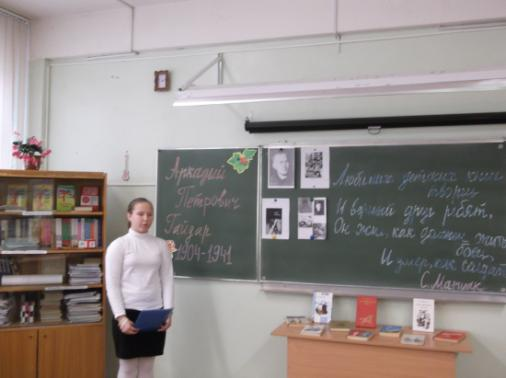 Аркадий
Петрович
Гайдар
1904-1941
Любимых детских книг
творец
И верный друг ребят,
Он жил, как должен жить
боец,
И умер, как солдат.
С. Маршак